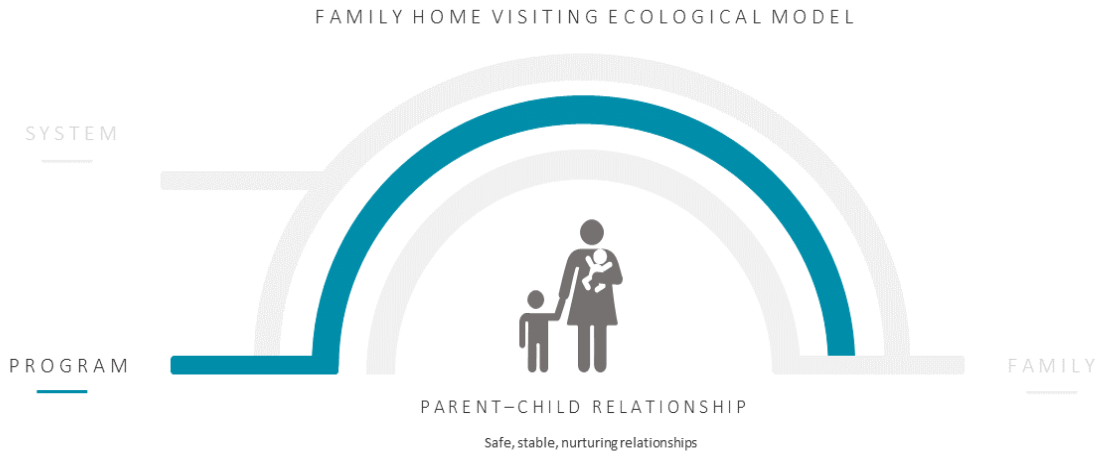 FAMILY HOME VISITING ECOLOGICAL MODEL
SYSTEM
PROGRAM
FAMILY
PARENT–CHILD RELATIONSHIP
Safe, stable, nurturing relationships